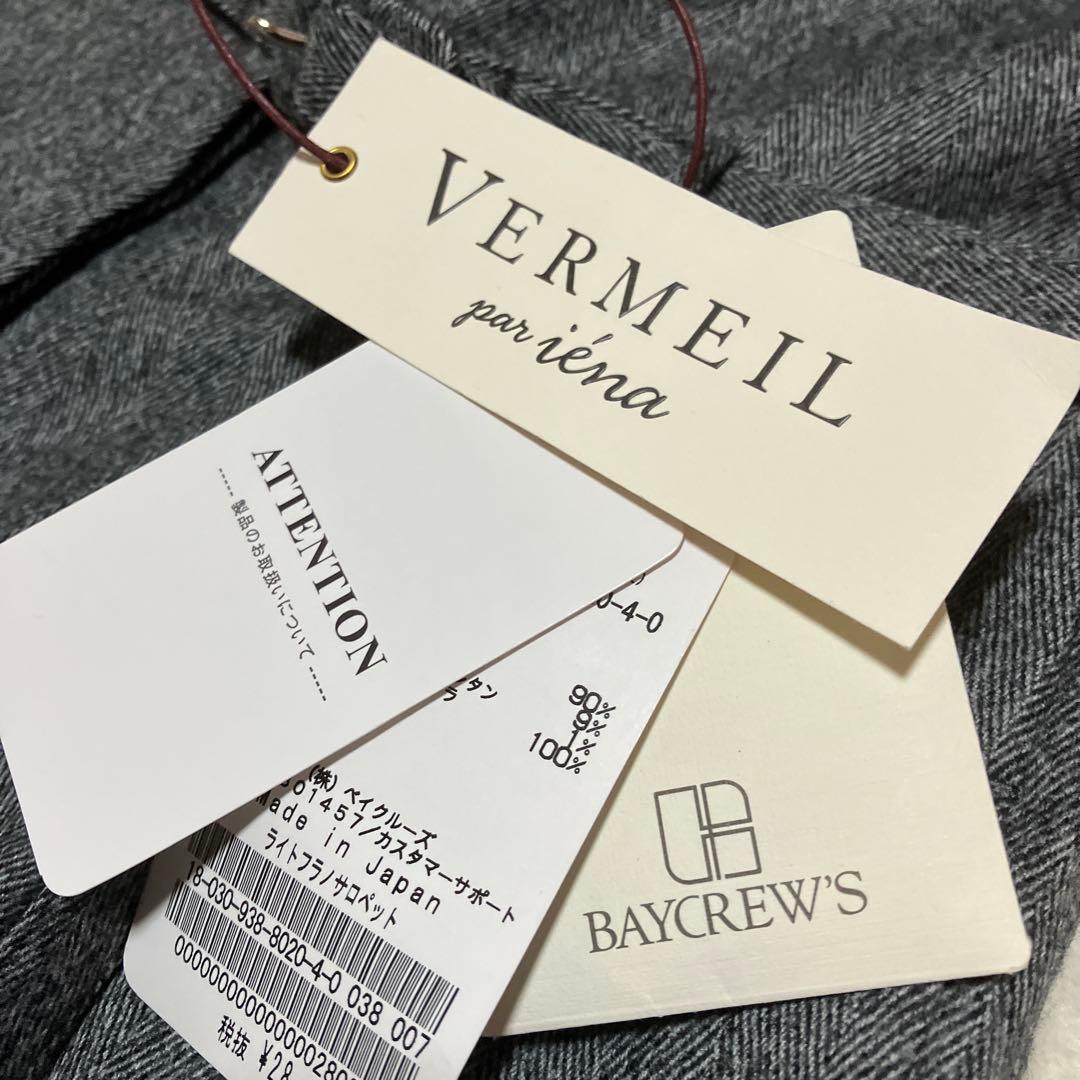 VERMEIL
par iéna
ATTENTION
----- 製品のお取扱いについて -----
-4-0
タン
ラ
90%
9%
1%
100%
(株)ベイクルーズ
01457/カスタマーサポート
Made in Japan
ライトフラノサロペット
18-030-938-8020-4-0 038 007
税抜 ¥28
BAYCREW'S